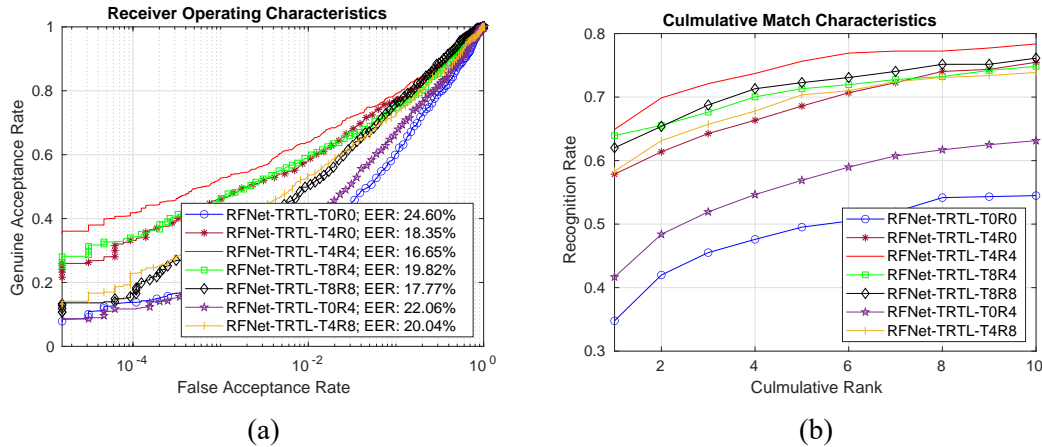 Receiver Operating Characteristics
Genuine Acceptance Rate
1
0.8
0.6
0.4
0.2
0
RFNet-TRTL-T0R0; EER: 24.60%
RFNet-TRTL-T4R0; EER: 18.35%
RFNet-TRTL-T4R4; EER: 16.65%
RFNet-TRTL-T8R4; EER: 19.82%
RFNet-TRTL-T8R8; EER: 17.77%
RFNet-TRTL-T0R4; EER: 22.06%
RFNet-TRTL-T4R8; EER: 20.04%
10⁻⁴ 10⁻² 10⁰
False Acceptance Rate
(a)
Culmulative Match Characteristics
Recognition Rate
0.8
0.7
0.6
0.5
0.4
0.3
RFNet-TRTL-T0R0
RFNet-TRTL-T4R0
RFNet-TRTL-T4R4
RFNet-TRTL-T8R4
RFNet-TRTL-T8R8
RFNet-TRTL-T0R4
RFNet-TRTL-T4R8
2 4 6 8 10
Culmulative Rank
(b)